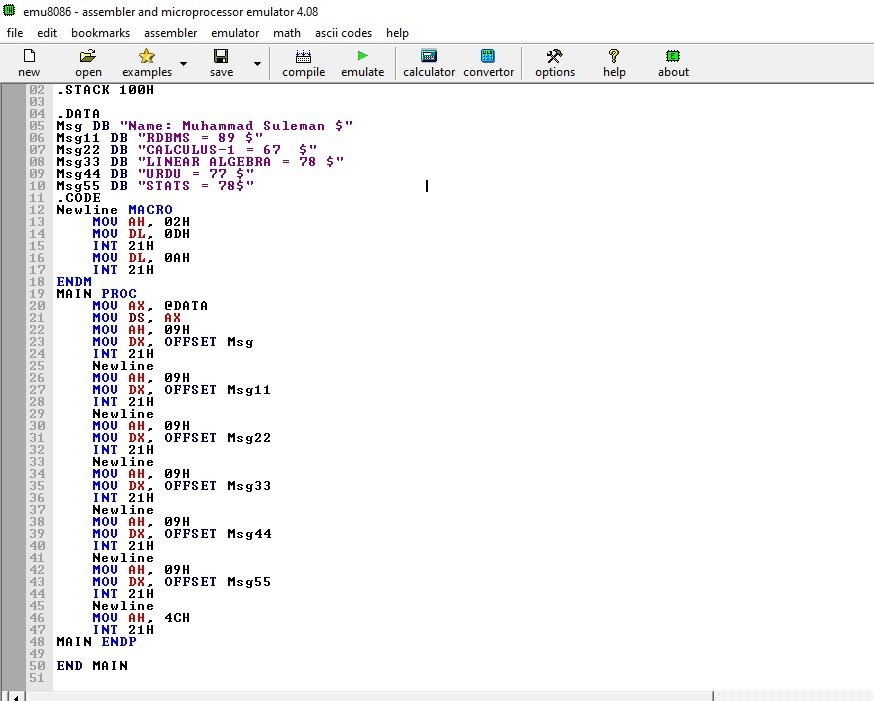 emu8086 - assembler and microprocessor emulator 4.08
file edit bookmarks assembler emulator math ascii codes help
new open examples save compile emulate calculator convertor options help about
02 .STACK 100H
03
04 .DATA
05 Msg DB "Name: Muhammad Suleman $"
06 Msg11 DB "RDBMS = 89 $"
07 Msg22 DB "CALCULUS-1 = 67  $"
08 Msg33 DB "LINEAR ALGEBRA = 78 $"
09 Msg44 DB "URDU = 77 $"
10 Msg55 DB "STATS = 78$"
11 .CODE
12 Newline MACRO
13     MOV AH, 02H
14     MOV DL, 0DH
15     INT 21H
16     MOV DL, 0AH
17     INT 21H
18 ENDM
19 MAIN PROC
20     MOV AX, @DATA
21     MOV DS, AX
22     MOV AH, 09H
23     MOV DX, OFFSET Msg
24     INT 21H
25     Newline
26     MOV AH, 09H
27     MOV DX, OFFSET Msg11
28     INT 21H
29     Newline
30     MOV AH, 09H
31     MOV DX, OFFSET Msg22
32     INT 21H
33     Newline
34     MOV AH, 09H
35     MOV DX, OFFSET Msg33
36     INT 21H
37     Newline
38     MOV AH, 09H
39     MOV DX, OFFSET Msg44
40     INT 21H
41     Newline
42     MOV AH, 09H
43     MOV DX, OFFSET Msg55
44     INT 21H
45     Newline
46     MOV AH, 4CH
47     INT 21H
48 MAIN ENDP
49
50 END MAIN
51